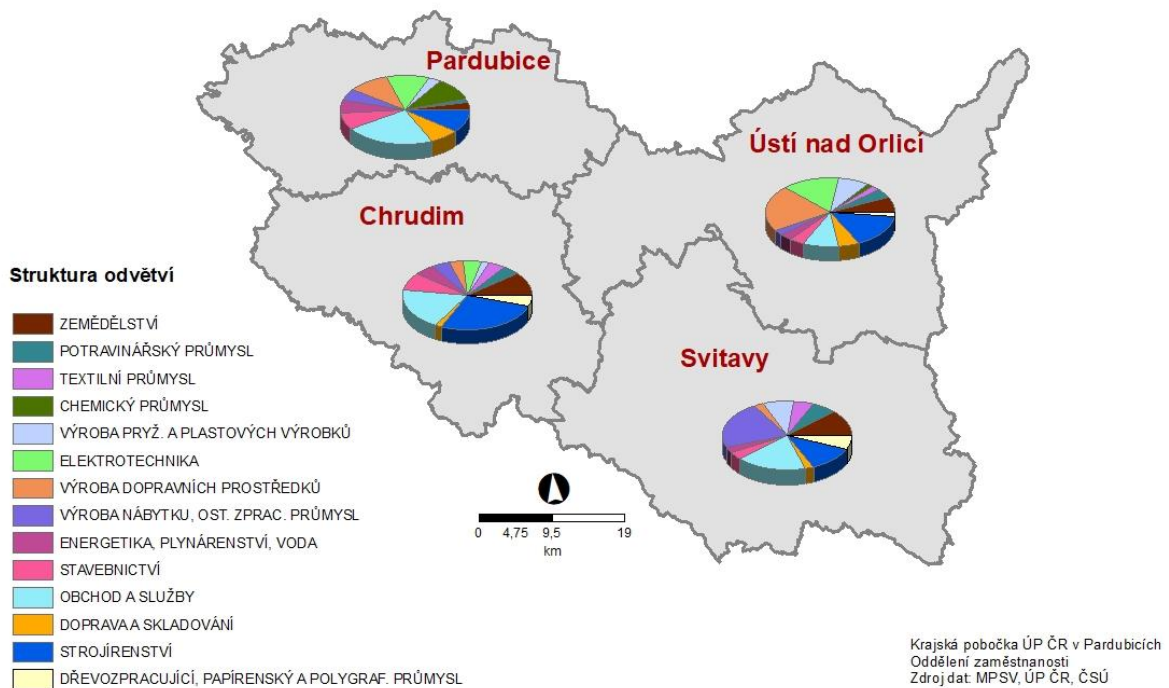 Pardubice
Ústí nad Orlicí
Chrudim
Svitavy
Struktura odvětví
ZEMĚDĚLSTVÍ
POTRAVINÁŘSKÝ PRŮMYSL
TEXTILNÍ PRŮMYSL
CHEMICKÝ PRŮMYSL
VÝROBA PRYŽ. A PLASTOVÝCH VÝROBKŮ
ELEKTROTECHNIKA
VÝROBA DOPRAVNÍCH PROSTŘEDKŮ
VÝROBA NÁBYTKU, OST. ZPRAC. PRŮMYSL
ENERGETIKA, PLYNÁRENSTVÍ, VODA
STAVEBNICTVÍ
OBCHOD A SLUŽBY
DOPRAVA A SKLADOVÁNÍ
STROJÍRENSTVÍ
DŘEVOZPRACUJÍCÍ, PAPÍRENSKÝ A POLYGRAF. PRŮMYSL
0 4,75 9,5 19
km
Krajská pobočka ÚP ČR v Pardubicích
Oddělení zaměstnanosti
Zdroj dat: MPSV, ÚP ČR, ČSÚ